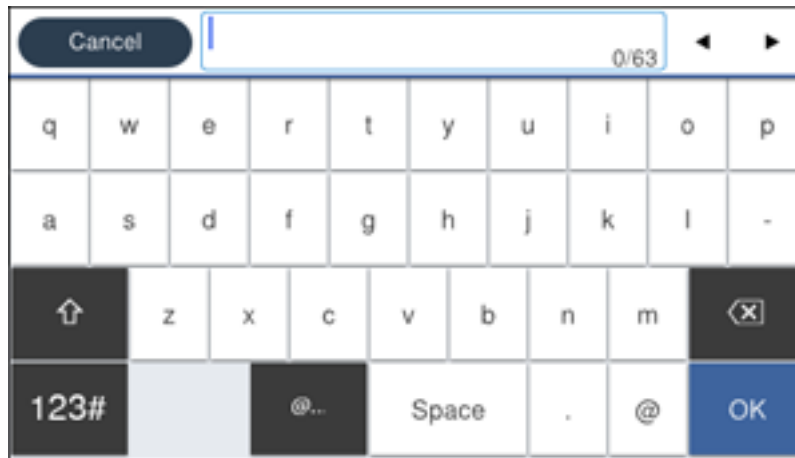 Cancel 0/63
q w e r t y u i o p
a s d f g h j k l -
z x c v b n m
123# @... Space . @ OK